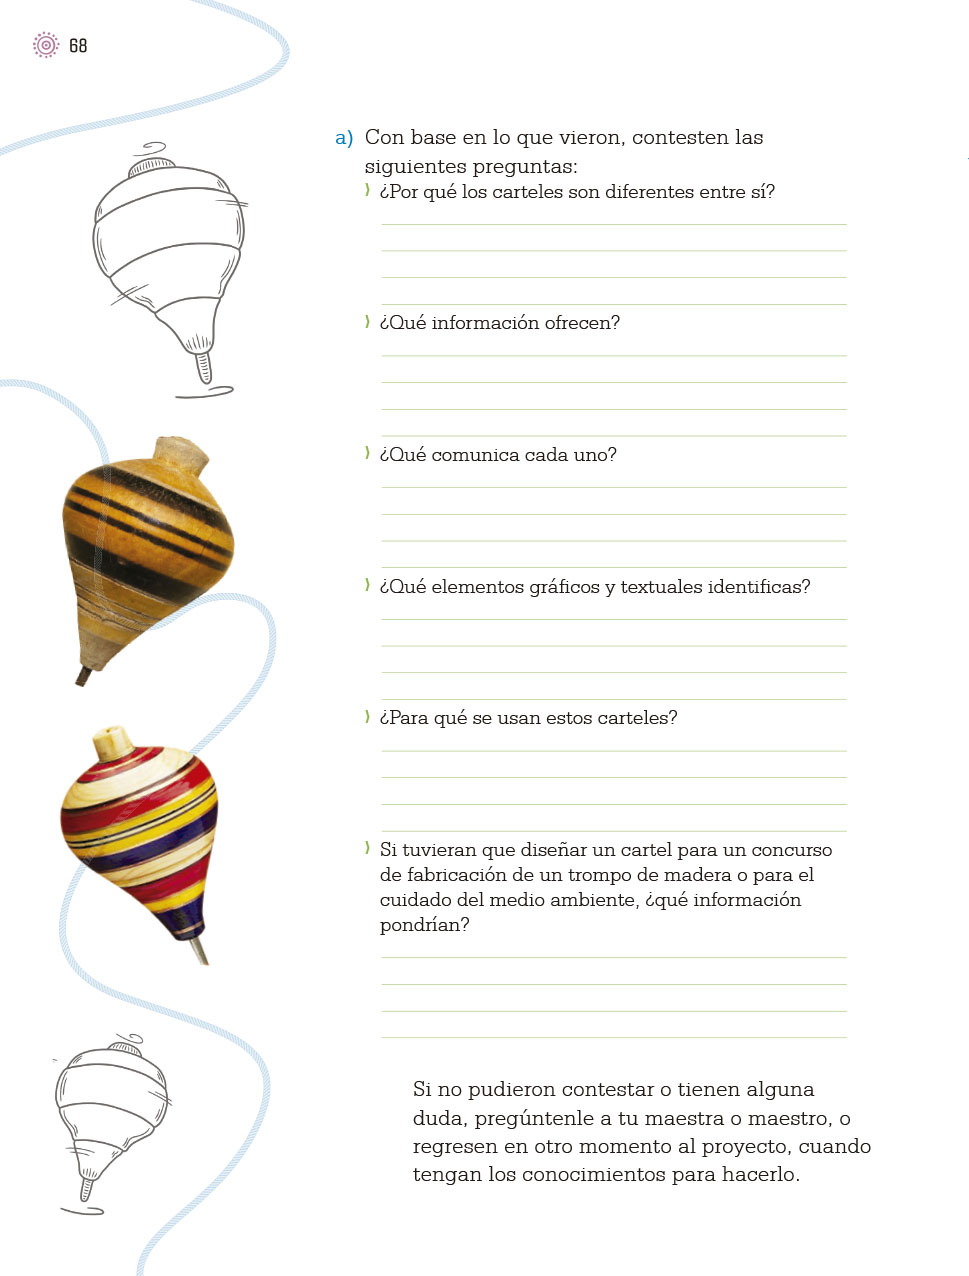 68
a) Con base en lo que vieron, contesten las
siguientes preguntas:
¿Por qué los carteles son diferentes entre sí?
¿Qué información ofrecen?
¿Qué comunica cada uno?
¿Qué elementos gráficos y textuales identificas?
¿Para qué se usan estos carteles?
Si tuvieran que diseñar un cartel para un concurso
de fabricación de un trompo de madera o para el
cuidado del medio ambiente, ¿qué información
pondrían?
Si no pudieron contestar o tienen alguna
duda, pregúntenle a tu maestra o maestro, o
regresen en otro momento al proyecto, cuando
tengan los conocimientos para hacerlo.